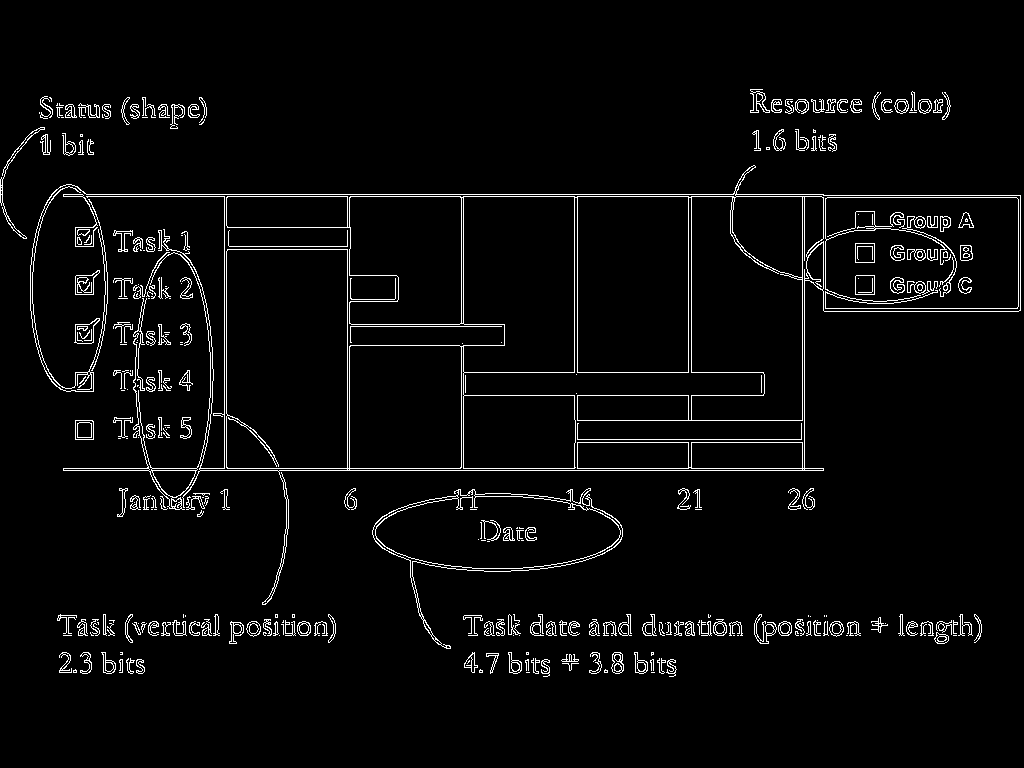 Status (shape)
1 bit
Resource (color)
1.6 bits
Group A
Group B
Group C
Task 1
Task 2
Task 3
Task 4
Task 5
January 1 6 11 16 21 26
Date
Task (vertical position)
2.3 bits
Task date and duration (position + length)
4.7 bits + 3.8 bits